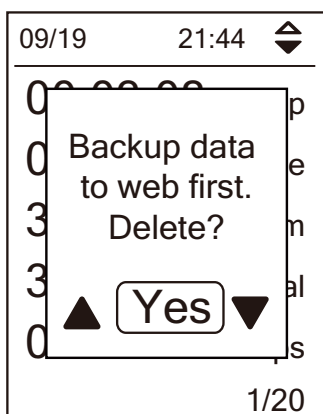 09/19 21:44
Backup data
to web first.
Delete?
Yes
1/20